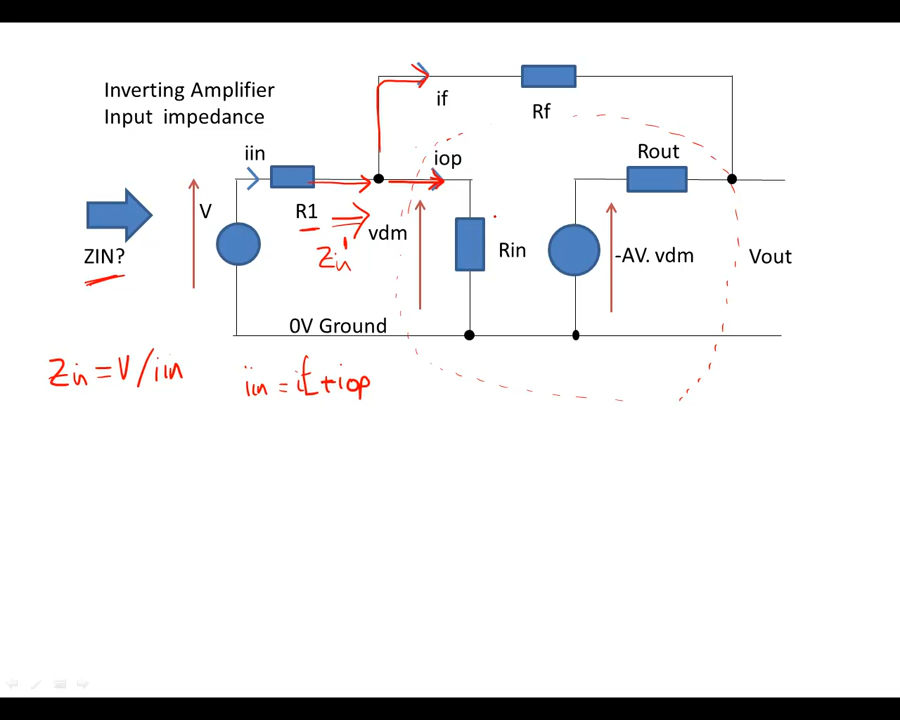 Inverting Amplifier
Input impedance
if
Rf
iin
iop
Rout
V
R1
vdm
Zin'
ZIN?
Rin
-AV. vdm
Vout
0V Ground
Zin = V/iin
iin = if + iop